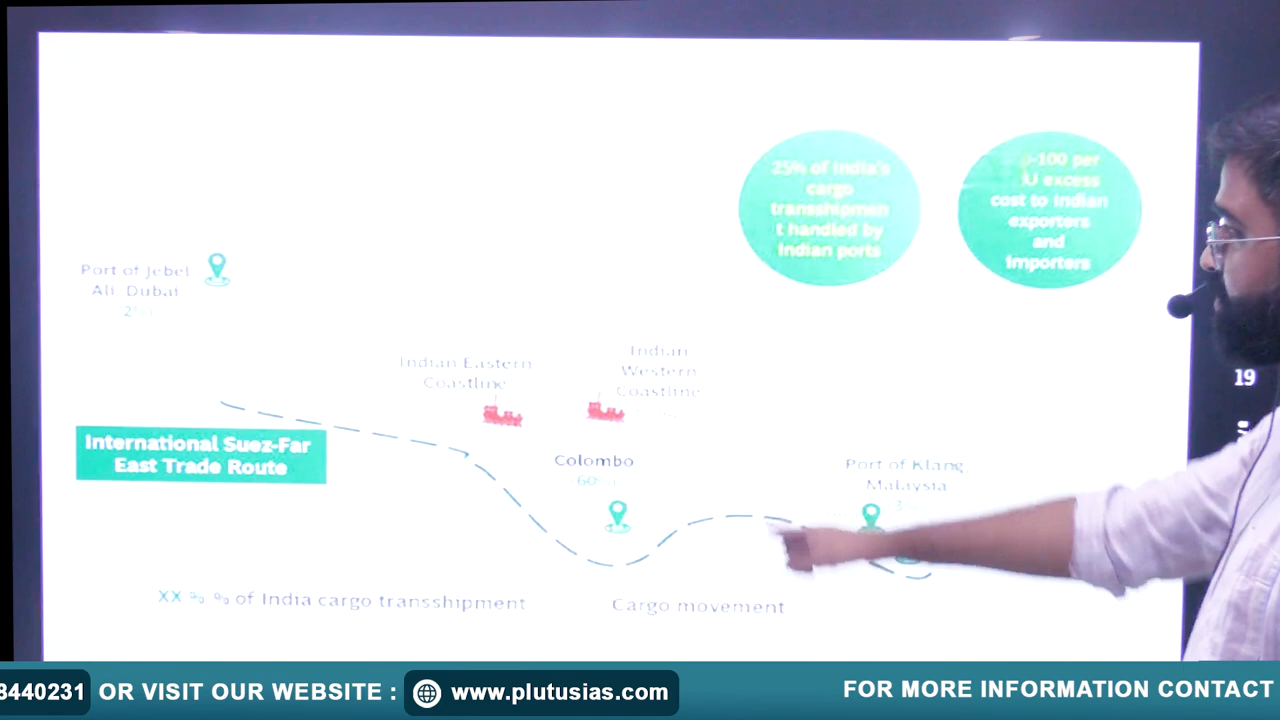 25% of India's
cargo
transshipmen
t handled by
Indian ports
-100 per
U excess
cost to Indian
exporters
and
Importers
Port of Jebel
Ali, Dubai
Indian Eastern
Coastline
Indian
Western
Coastline
19
International Suez-Far
East Trade Route
Colombo
60%
Port of Klang
Malaysia
XX % % of India cargo transshipment
Cargo movement
8440231 OR VISIT OUR WEBSITE : www.plutusias.com FOR MORE INFORMATION CONTACT